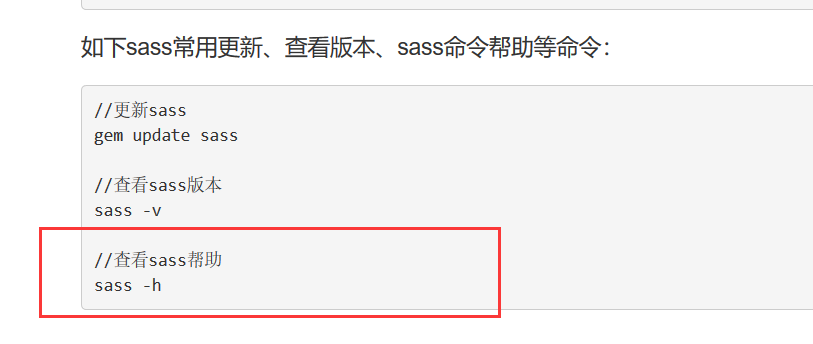 如下sass常用更新、查看版本、sass命令帮助等命令：
//更新sass
gem update sass
//查看sass版本
sass -v
//查看sass帮助
sass -h